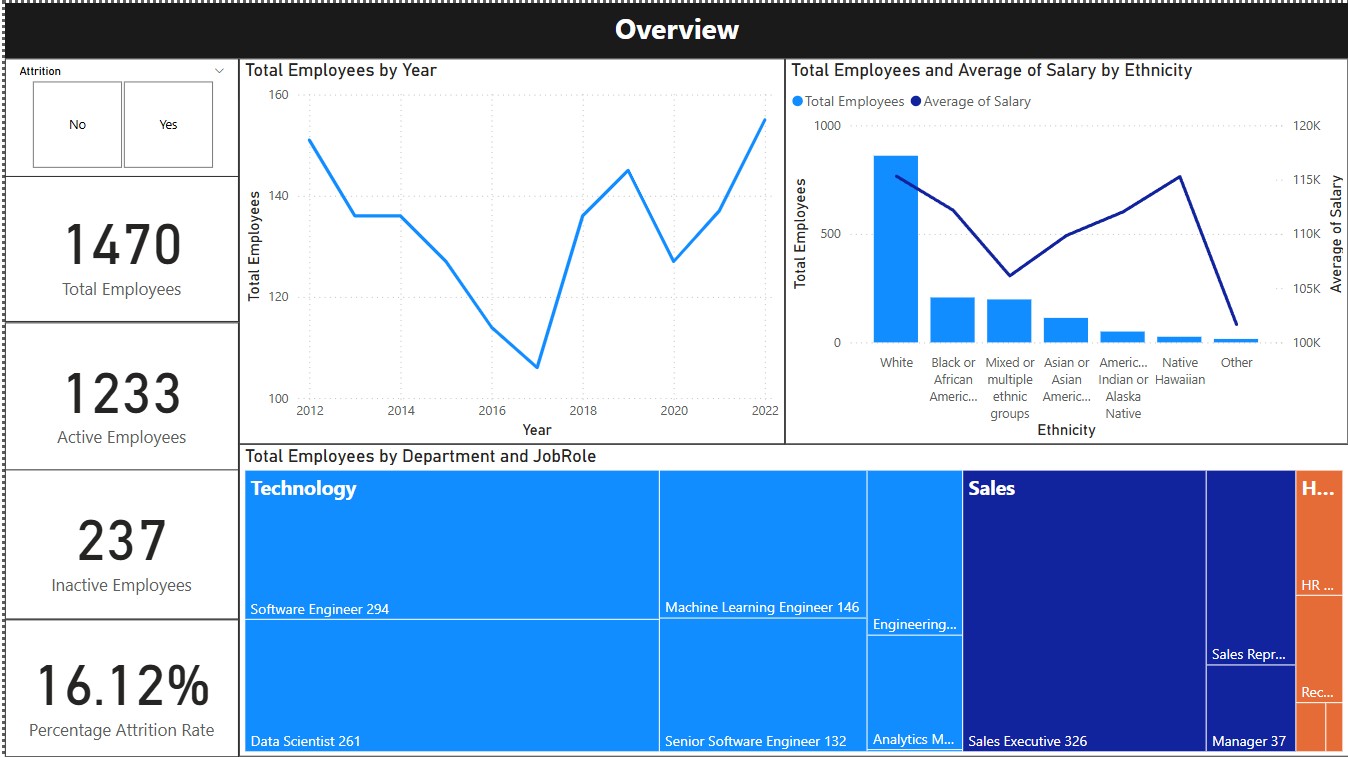 Overview
Attrition
No
Yes
1470
Total Employees
1233
Active Employees
237
Inactive Employees
16.12%
Percentage Attrition Rate
Total Employees by Year
160
140
120
100
Total Employees
2012
2014
2016
2018
2020
2022
Year
Total Employees and Average of Salary by Ethnicity
Total Employees
Average of Salary
1000
500
0
Total Employees
120K
115K
110K
105K
100K
Average of Salary
White
Black or
African
Americ...
Mixed or
multiple
ethnic
groups
Asian or
Asian
Americ...
Americ...
Indian or
Alaska
Native
Native
Hawaiian
Other
Ethnicity
Total Employees by Department and JobRole
Technology
Software Engineer 294
Data Scientist 261
Machine Learning Engineer 146
Senior Software Engineer 132
Engineering...
Analytics M...
Sales
Sales Executive 326
Sales Repr...
Manager 37
H...
HR ...
Rec...